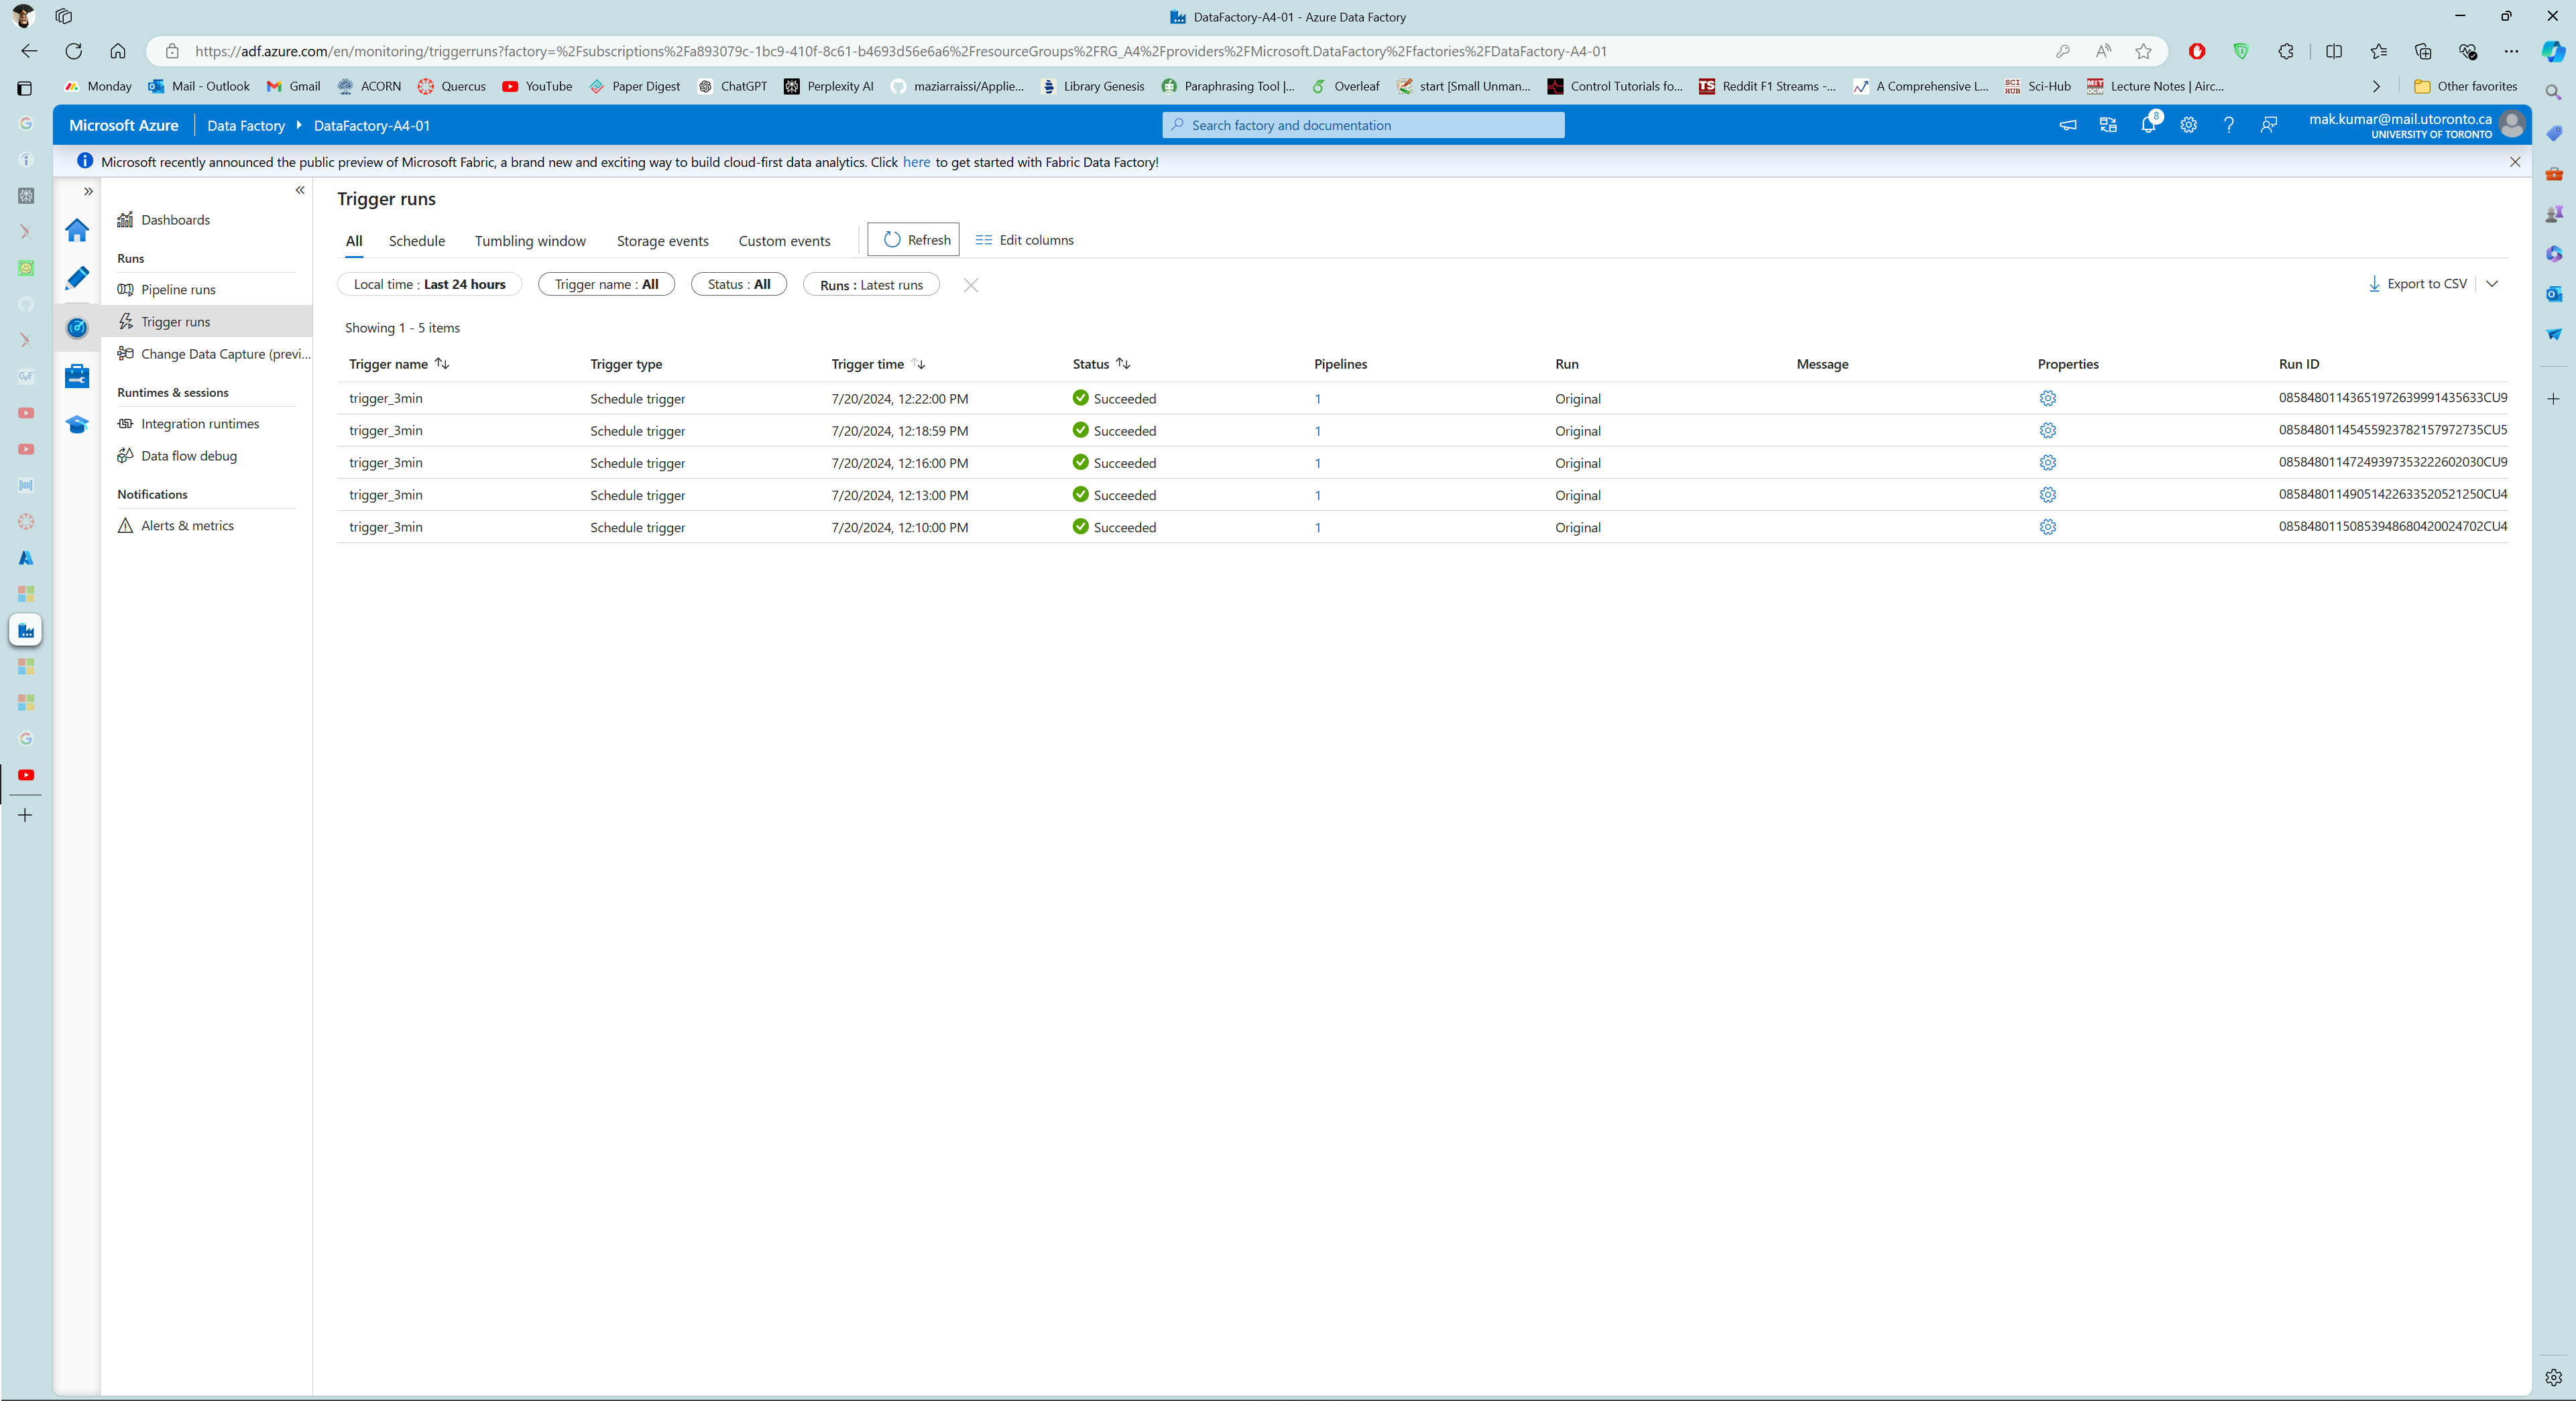 DataFactory-A4-01 - Azure Data Factory
https://adf.azure.com/en/monitoring/triggerruns?factory=%2Fsubscriptions%2Fa893079c-1bc9-410f-8c61-b4693d56e6a6%2FresourceGroups%2FRG_A4%2Fproviders%2FMicrosoft.DataFactory%2Ffactories%2FDataFactory-A4-01
Monday Mail - Outlook Gmail ACORN Quercus YouTube Paper Digest ChatGPT Perplexity AI maziarraissi/Applie... Library Genesis Paraphrasing Tool |... Overleaf start [Small Unman... Control Tutorials fo... TS Reddit F1 Streams -... A Comprehensive L... SCI HUB Sci-Hub MIT OCW Lecture Notes | Airc... Other favorites
Microsoft Azure Data Factory DataFactory-A4-01 Search factory and documentation 8 mak.kumar@mail.utoronto.ca
UNIVERSITY OF TORONTO
Microsoft recently announced the public preview of Microsoft Fabric, a brand new and exciting way to build cloud-first data analytics. Click here to get started with Fabric Data Factory!
Dashboards
Runs
Pipeline runs
Trigger runs
Change Data Capture (previ...
Runtimes & sessions
Integration runtimes
Data flow debug
Notifications
Alerts & metrics
Trigger runs
All Schedule Tumbling window Storage events Custom events Refresh Edit columns
Local time : Last 24 hours Trigger name : All Status : All Runs : Latest runs Export to CSV
Showing 1 - 5 items
Trigger name Trigger type Trigger time Status Pipelines Run Message Properties Run ID
trigger_3min Schedule trigger 7/20/2024, 12:22:00 PM Succeeded 1 Original 08584801143651972639991435633CU9
trigger_3min Schedule trigger 7/20/2024, 12:18:59 PM Succeeded 1 Original 08584801145455923782157972735CU5
trigger_3min Schedule trigger 7/20/2024, 12:16:00 PM Succeeded 1 Original 08584801147249397353222602030CU9
trigger_3min Schedule trigger 7/20/2024, 12:13:00 PM Succeeded 1 Original 08584801149051422633520521250CU4
trigger_3min Schedule trigger 7/20/2024, 12:10:00 PM Succeeded 1 Original 08584801150853948680420024702CU4